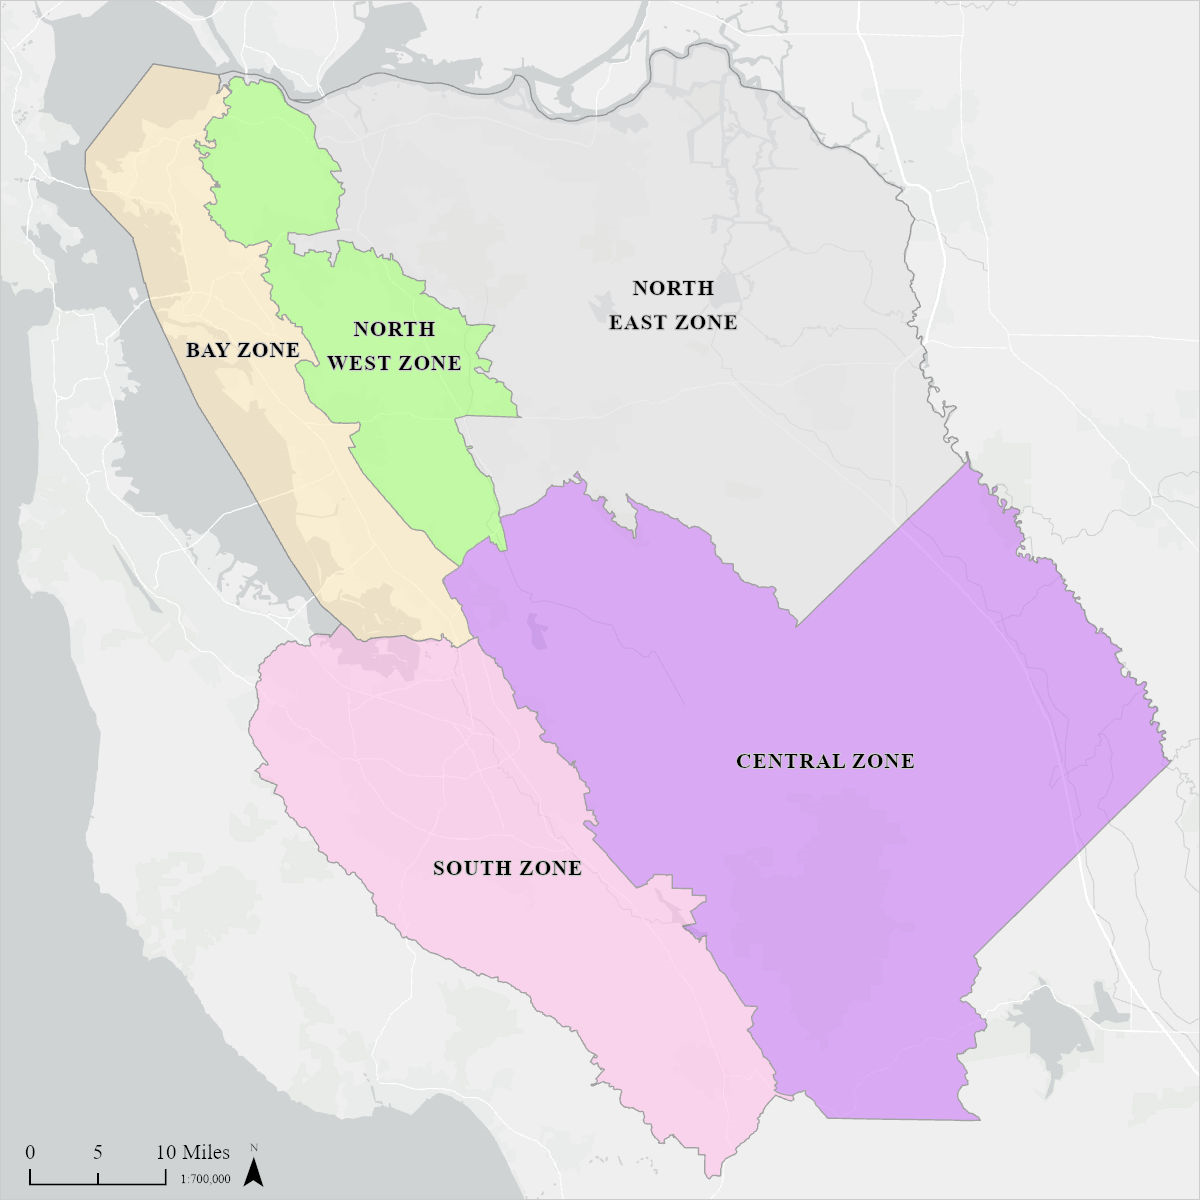 NORTH
EAST ZONE
NORTH
WEST ZONE
BAY ZONE
CENTRAL ZONE
SOUTH ZONE
0 5 10 Miles
1:700,000
N